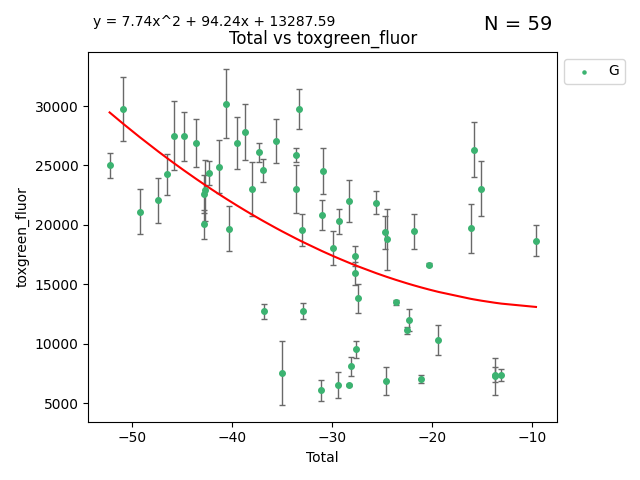 y = 7.74x^2 + 94.24x + 13287.59
N = 59
Total vs toxgreen_fluor
G
30000
25000
20000
15000
10000
5000
toxgreen_fluor
−50
−40
−30
−20
−10
Total